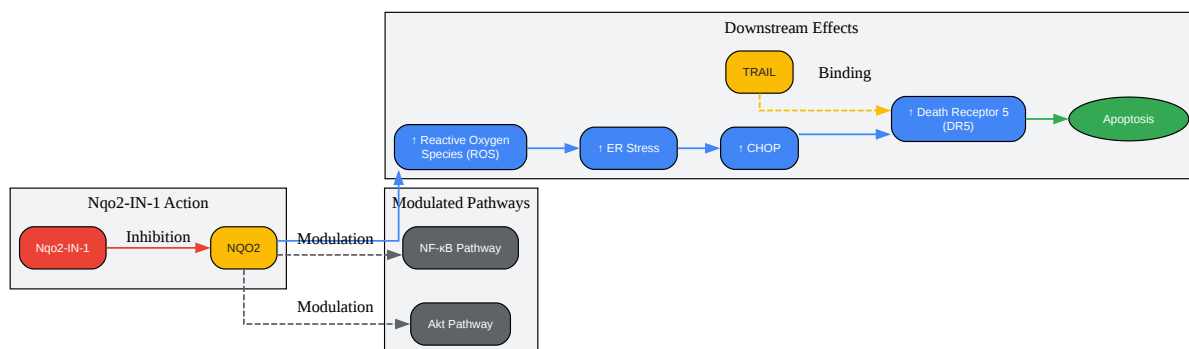 Downstream Effects
TRAIL
Binding
↑ Reactive Oxygen
Species (ROS)
↑ ER Stress
↑ CHOP
↑ Death Receptor 5
(DR5)
Apoptosis
Nqo2-IN-1 Action
Nqo2-IN-1
Inhibition
NQO2
Modulated Pathways
Modulation
NF-κB Pathway
Modulation
Akt Pathway